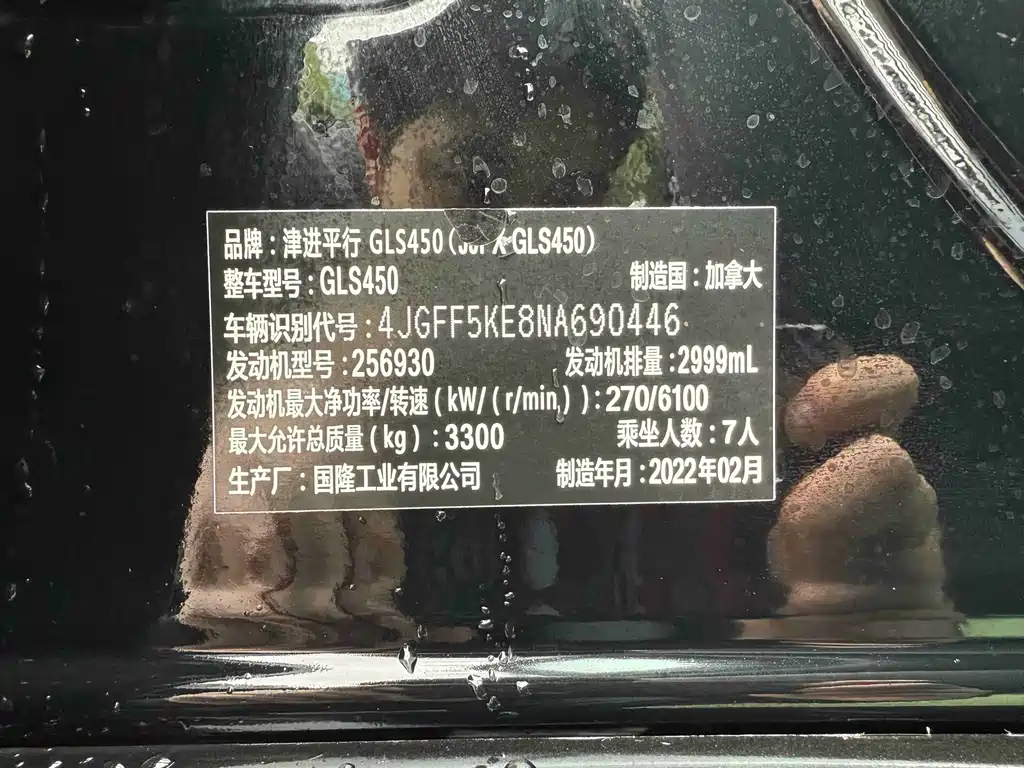 品牌：津进平行 GLS450（JJPX-GLS450）
整车型号：GLS450 制造国：加拿大
车辆识别代号：4JGFF5KE8NA690446
发动机型号：256930 发动机排量：2999mL
发动机最大净功率/转速（kW/（r/min））：270/6100
最大允许总质量（kg）：3300 乘坐人数：7人
生产厂：国隆工业有限公司 制造年月：2022年02月